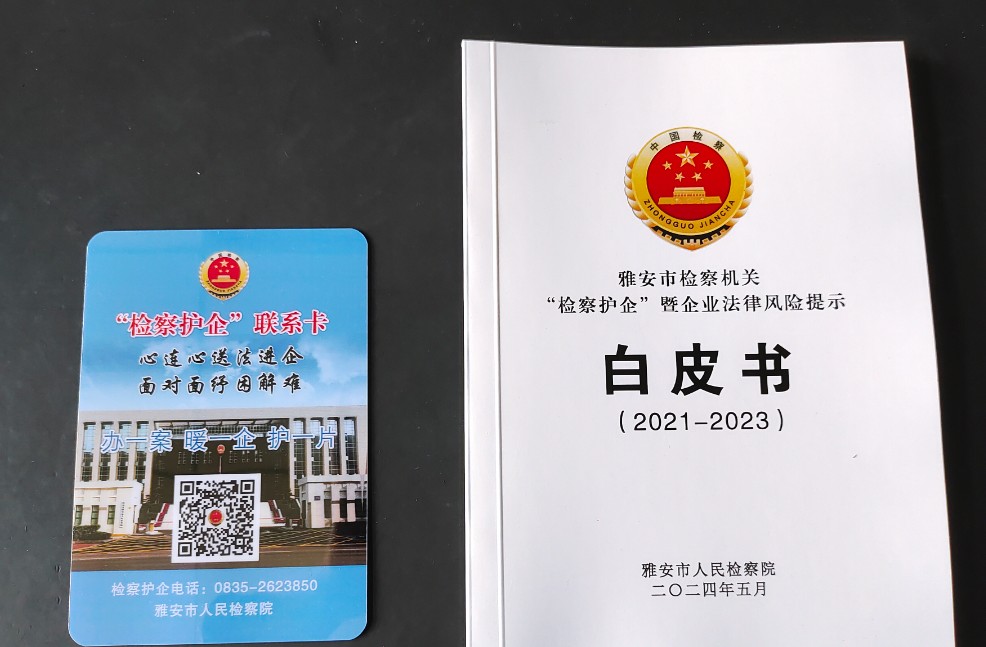 “检察护企”联系卡
心连心送法进企
面对面纾困解难
办一案 暖一企 护一片
检察护企电话：0835-2623850
雅安市人民检察院
中国检察
ZHONGGUO JIANCHA
雅安市检察机关
“检察护企”暨企业法律风险提示
白皮书
（2021-2023）
雅安市人民检察院
二〇二四年五月